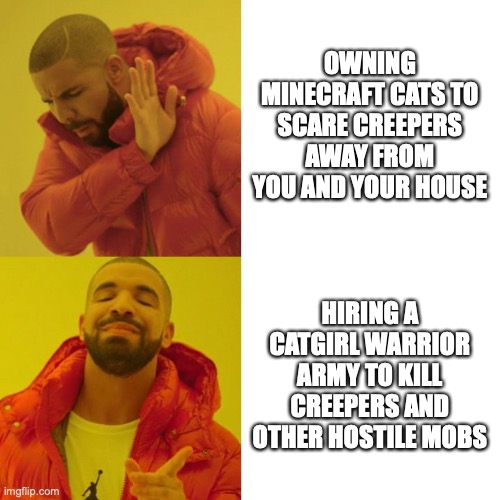 OWNING
MINECRAFT CATS TO
SCARE CREEPERS
AWAY FROM
YOU AND YOUR HOUSE
HIRING A
CATGIRL WARRIOR
ARMY TO KILL
CREEPERS AND
OTHER HOSTILE MOBS
imgflip.com